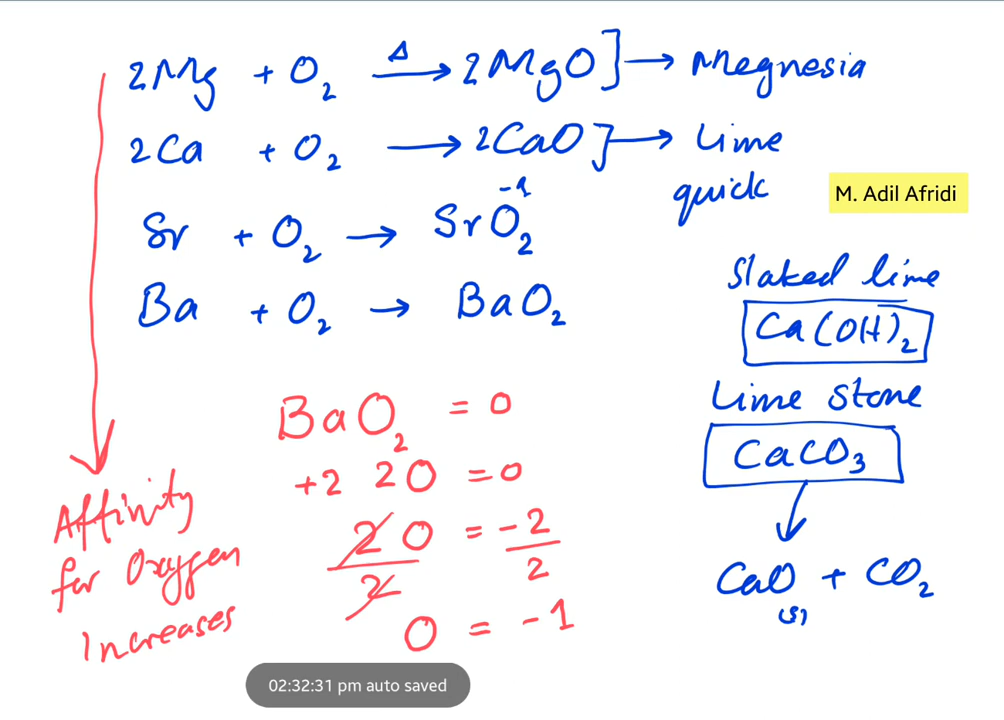 2Mg + O₂ —Δ→ 2MgO] → Megnesia
2Ca + O₂ → 2CaO] → Lime
quick
M. Adil Afridi
Sr + O₂ → SrO₂⁻¹
Ba + O₂ → BaO₂
Slaked lime
Ca(OH)₂
Lime Stone
CaCO₃
CaO(s) + CO₂
BaO₂ = 0
+2 2O = 0
2O/2 = -2/2
O = -1
Affinity
for Oxygen
Increases
02:32:31 pm auto saved